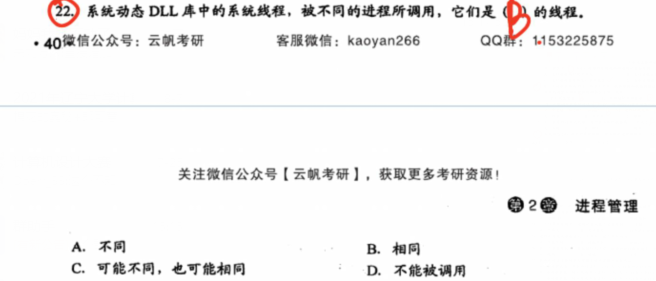 22. 系统动态 DLL 库中的系统线程，被不同的进程所调用，它们是（B）的线程。
·40 微信公众号：云帆考研 客服微信：kaoyan266 QQ群：1153225875
关注微信公众号【云帆考研】，获取更多考研资源！
第2章 进程管理
A. 不同 B. 相同
C. 可能不同，也可能相同 D. 不能被调用